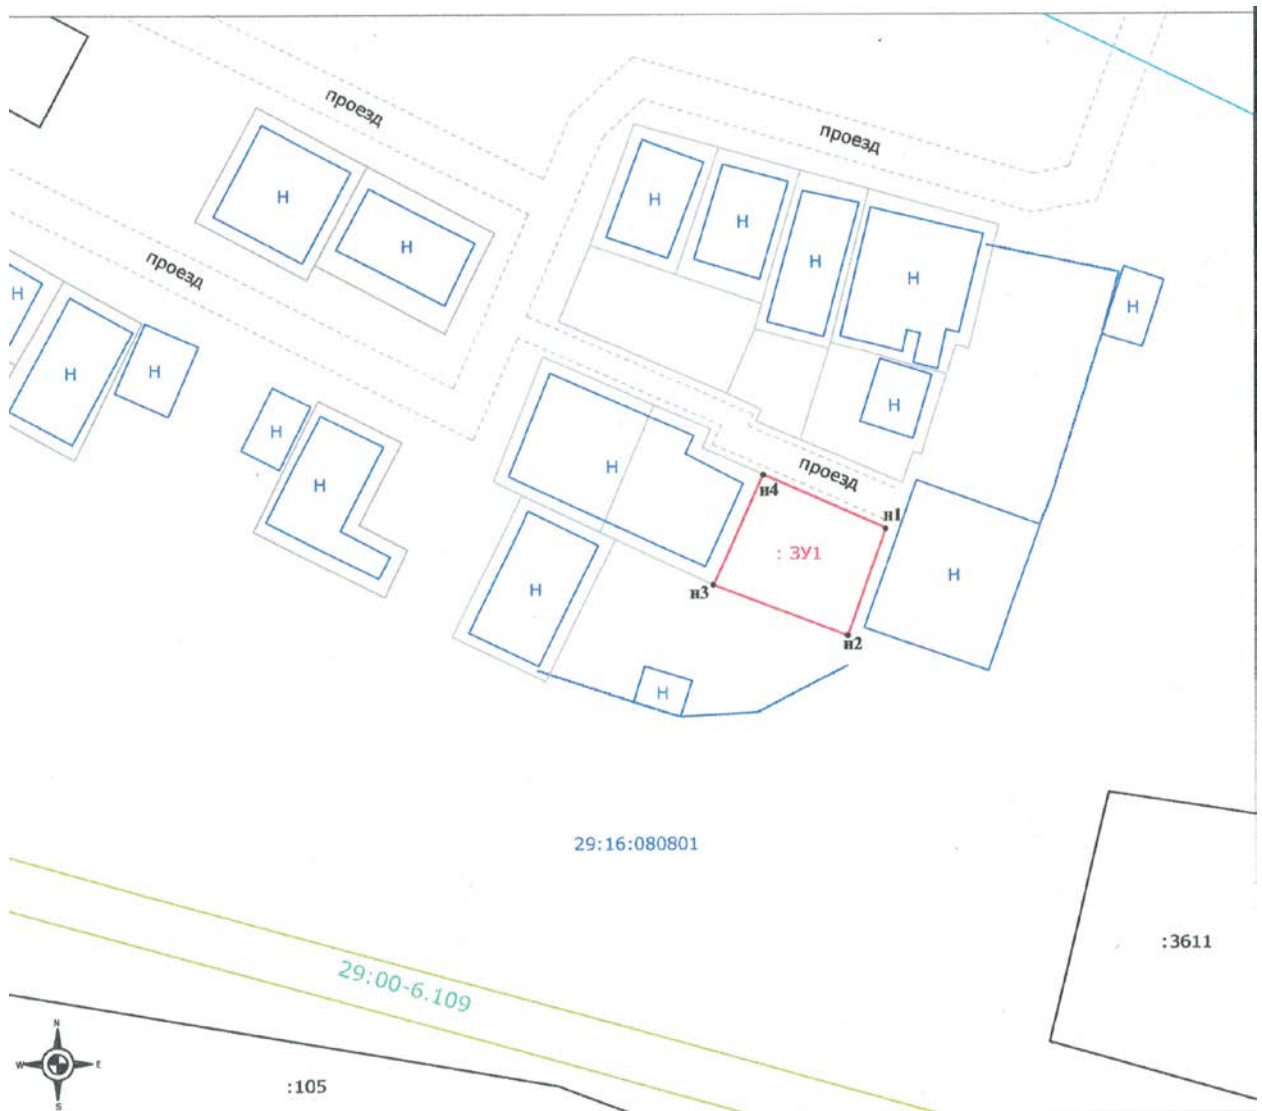 проезд
проезд
Н
Н
Н
Н
проезд
Н
Н
Н
Н
Н
Н
Н
Н
Н
Н
Н
Н
проезд
н4
н1
: ЗУ1
Н
Н
н3
н2
Н
29:16:080801
:3611
29:00-6.109
N
W
E
S
:105